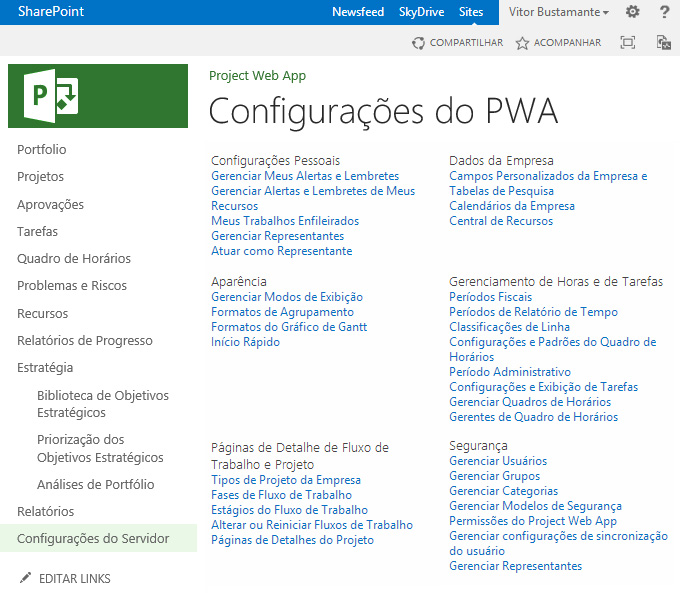 SharePoint
Newsfeed SkyDrive Sites Vitor Bustamante ?
COMPARTILHAR ACOMPANHAR
P
Portfolio
Projetos
Aprovações
Tarefas
Quadro de Horários
Problemas e Riscos
Recursos
Relatórios de Progresso
Estratégia
Biblioteca de Objetivos
Estratégicos
Priorização dos
Objetivos Estratégicos
Análises de Portfólio
Relatórios
Configurações do Servidor
EDITAR LINKS
Project Web App
Configurações do PWA
Configurações Pessoais
Gerenciar Meus Alertas e Lembretes
Gerenciar Alertas e Lembretes de Meus
Recursos
Meus Trabalhos Enfileirados
Gerenciar Representantes
Atuar como Representante
Dados da Empresa
Campos Personalizados da Empresa e
Tabelas de Pesquisa
Calendários da Empresa
Central de Recursos
Aparência
Gerenciar Modos de Exibição
Formatos de Agrupamento
Formatos do Gráfico de Gantt
Início Rápido
Gerenciamento de Horas e de Tarefas
Períodos Fiscais
Períodos de Relatório de Tempo
Classificações de Linha
Configurações e Padrões do Quadro de
Horários
Período Administrativo
Configurações e Exibição de Tarefas
Gerenciar Quadros de Horários
Gerentes de Quadro de Horários
Páginas de Detalhe de Fluxo de
Trabalho e Projeto
Tipos de Projeto da Empresa
Fases de Fluxo de Trabalho
Estágios do Fluxo de Trabalho
Alterar ou Reiniciar Fluxos de Trabalho
Páginas de Detalhes do Projeto
Segurança
Gerenciar Usuários
Gerenciar Grupos
Gerenciar Categorias
Gerenciar Modelos de Segurança
Permissões do Project Web App
Gerenciar configurações de sincronização
do usuário
Gerenciar Representantes